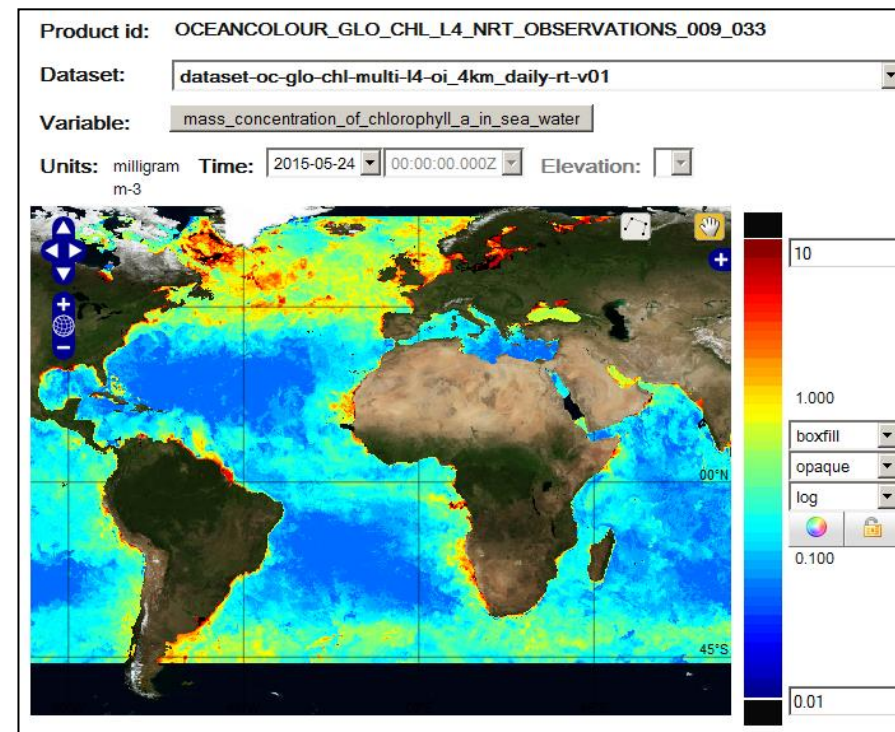 Product id: OCEANCOLOUR_GLO_CHL_L4_NRT_OBSERVATIONS_009_033
Dataset: dataset-oc-glo-chl-multi-l4-oi_4km_daily-rt-v01
Variable: mass_concentration_of_chlorophyll_a_in_sea_water
Units: milligram m-3 Time: 2015-05-24 00:00:00.000Z Elevation:
10
1.000
boxfill
opaque
log
0.100
0.01
00°N
45°S